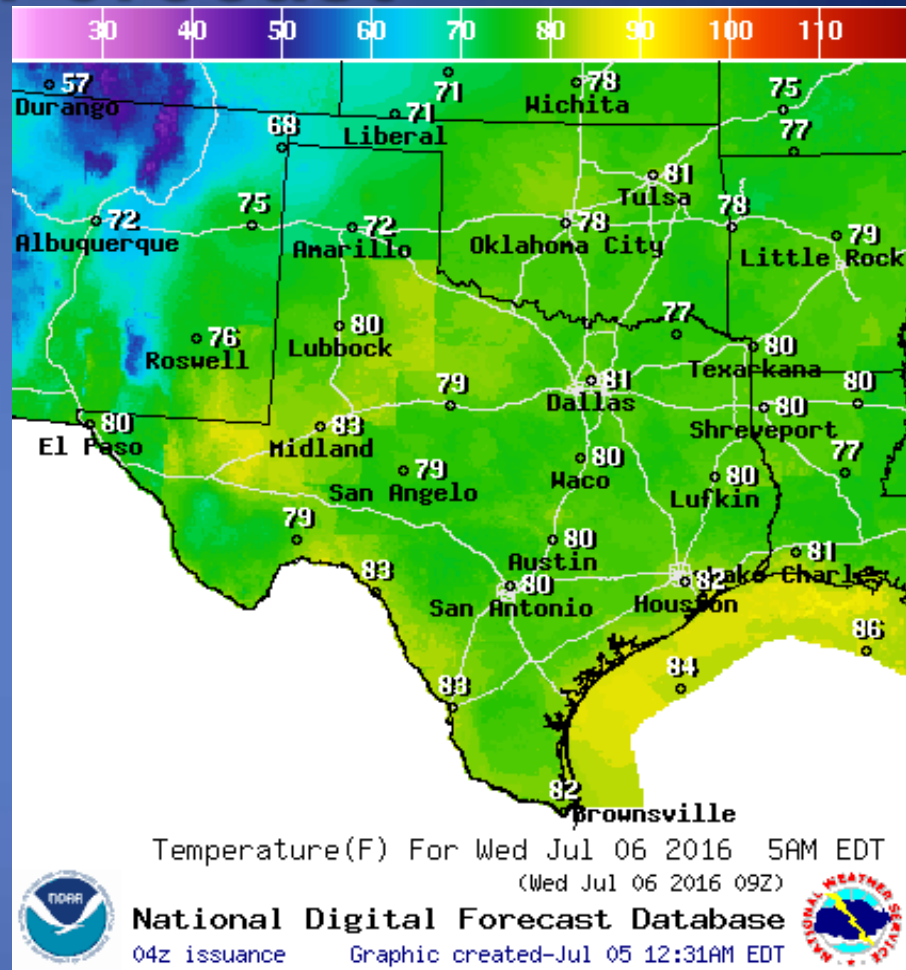 30 40 50 60 70 80 90 100 110
57
Durango
71
78
Wichita
75
71
Liberal
68
77
81
Tulsa
72
Albuquerque
75
72
Amarillo
78
Oklahoma City
78
79
Little Rock
76
Roswell
80
Lubbock
77
80
Texarkana
79
81
Dallas
80
Shreveport
80
80
El Paso
83
Midland
79
San Angelo
80
Waco
80
Lufkin
77
79
80
Austin
81
Lake Charles
83
80
San Antonio
82
Houston
86
84
83
82
Brownsville
Temperature(F) For Wed Jul 06 2016 5AM EDT
(Wed Jul 06 2016 09Z)
National Digital Forecast Database
04z issuance Graphic created-Jul 05 12:31AM EDT
NOAA
NATIONAL WEATHER SERVICE